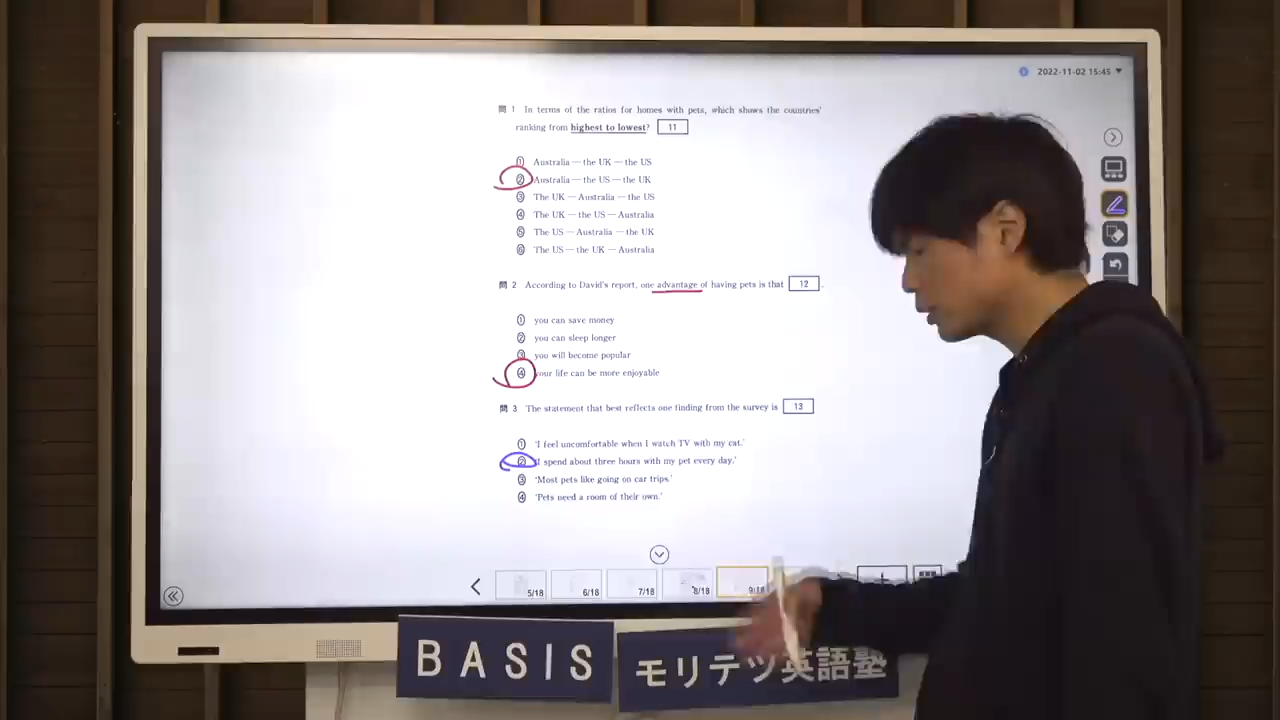 2022-11-02 15:45
問 1 In terms of the ratios for homes with pets, which shows the countries'
ranking from highest to lowest? 11
① Australia — the UK — the US
② Australia — the US — the UK
③ The UK — Australia — the US
④ The UK — the US — Australia
⑤ The US — Australia — the UK
⑥ The US — the UK — Australia
問 2 According to David's report, one advantage of having pets is that 12 .
① you can save money
② you can sleep longer
③ you will become popular
④ your life can be more enjoyable
問 3 The statement that best reflects one finding from the survey is 13
① 'I feel uncomfortable when I watch TV with my cat.'
② 'I spend about three hours with my pet every day.'
③ 'Most pets like going on car trips.'
④ 'Pets need a room of their own.'
5/18 6/18 7/18 8/18 9/18
BASIS
モリテツ英語塾